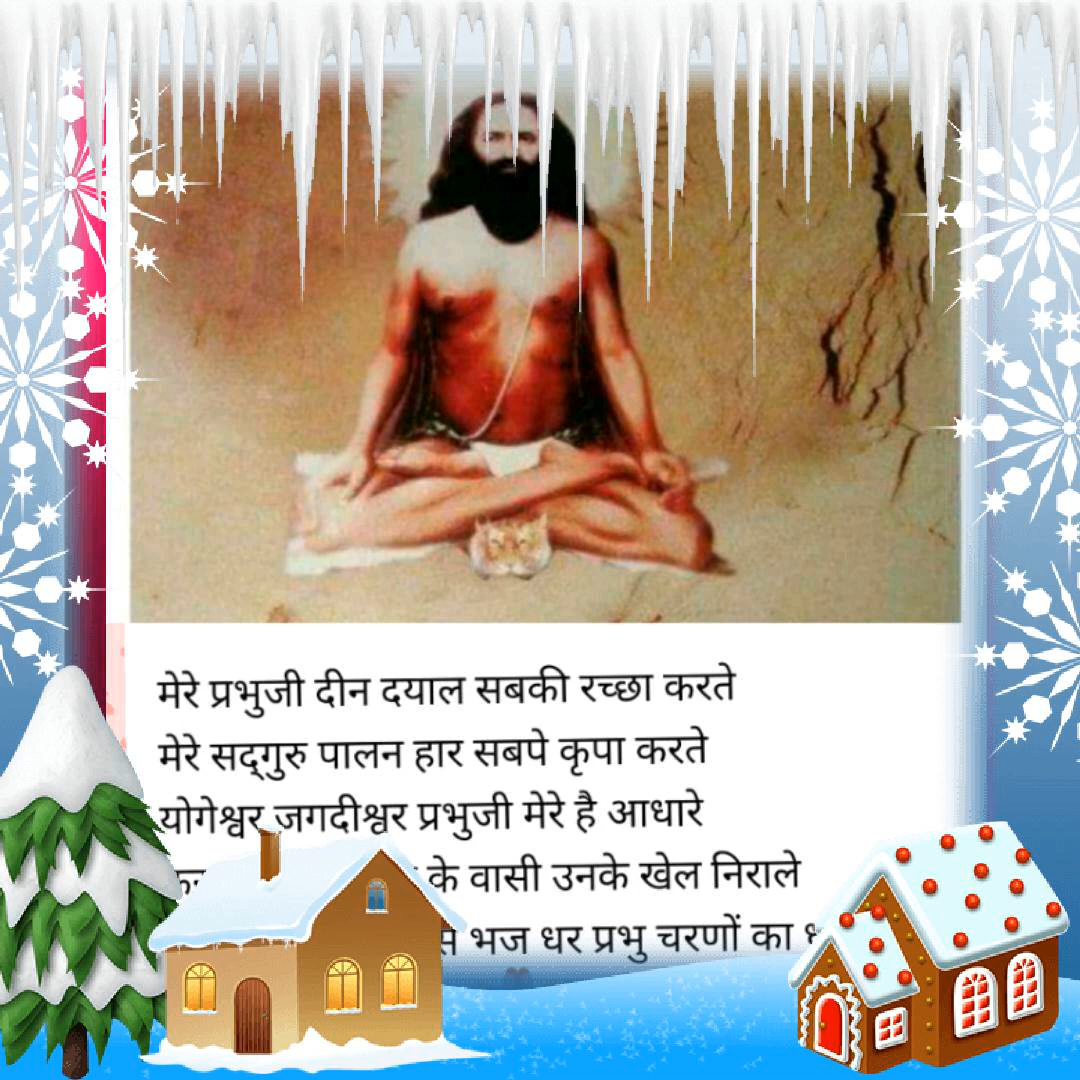 मेरे प्रभुजी दीन दयाल सबकी रच्छा करते
मेरे सद्गुरु पालन हार सबपे कृपा करते
योगेश्वर जगदीश्वर प्रभुजी मेरे है आधारे
के वासी उनके खेल निराले
भज धर प्रभु चरणों का